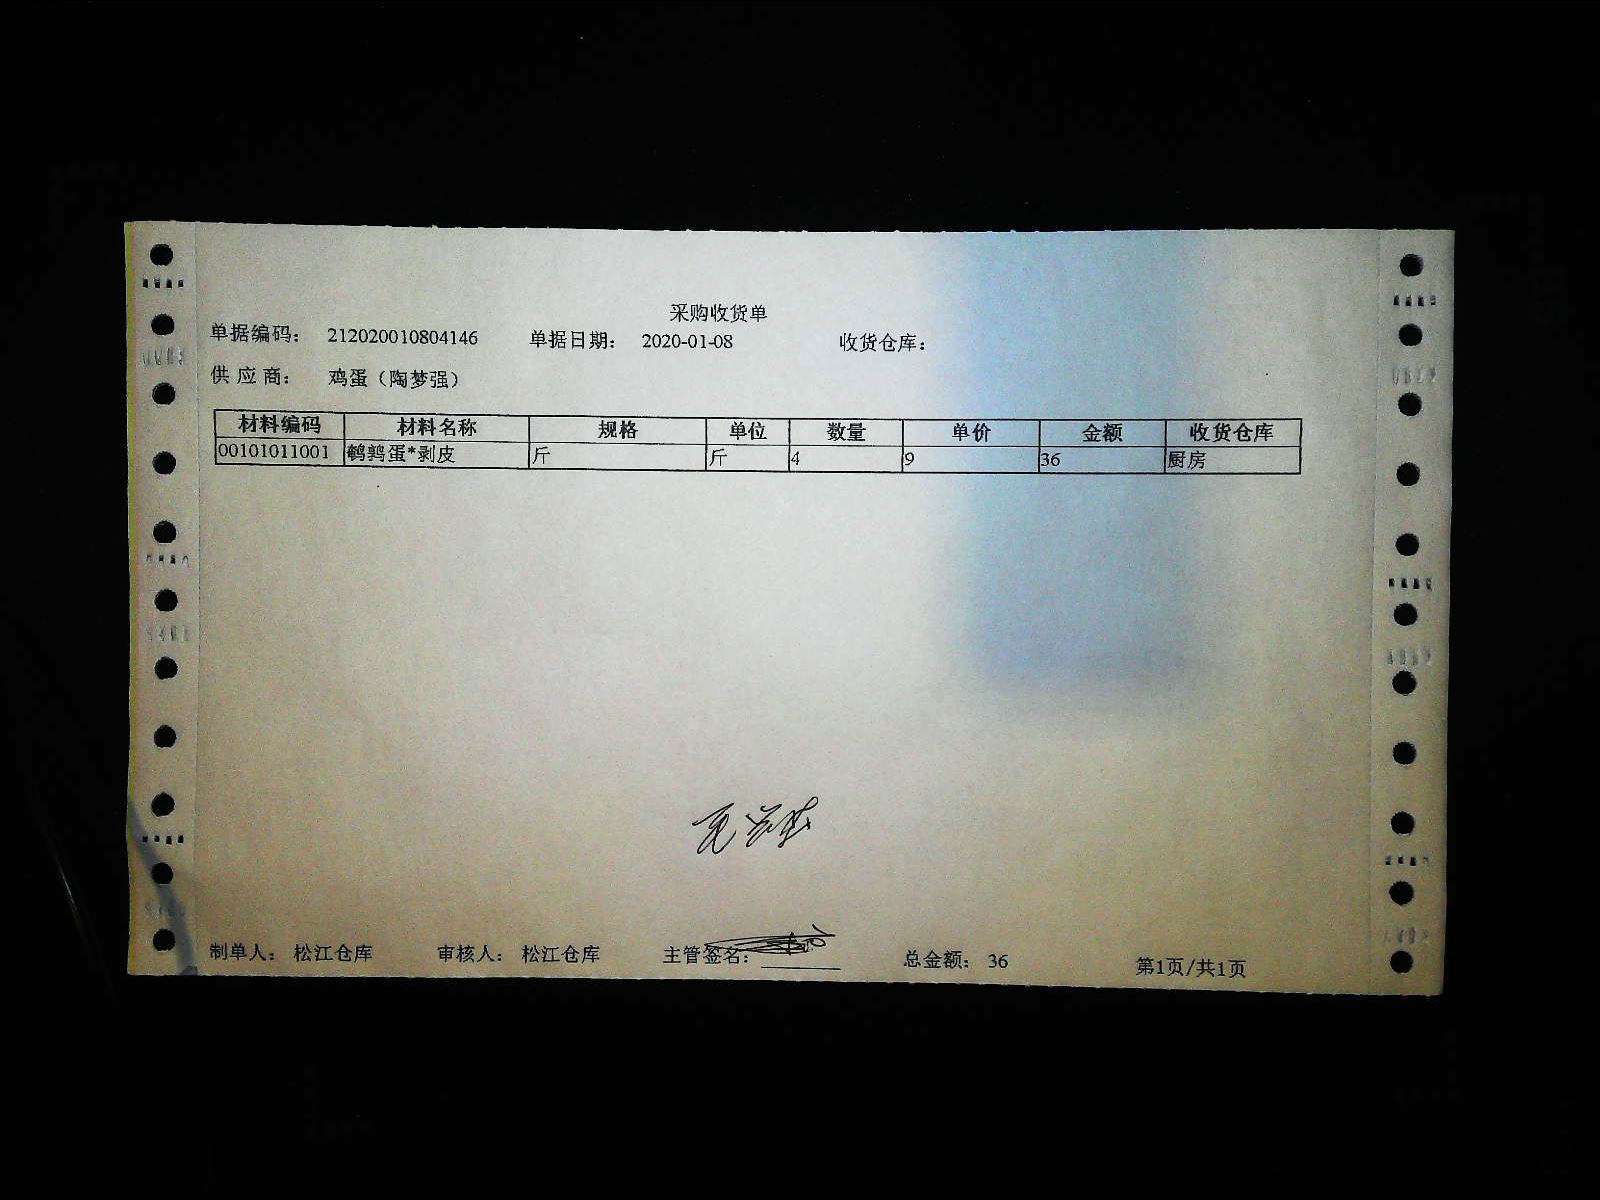 采购收货单
单据编码： 212020010804146 单据日期： 2020-01-08 收货仓库：
供应商： 鸡蛋（陶梦强）
材料编码 材料名称 规格 单位 数量 单价 金额 收货仓库
00101011001 鹌鹑蛋*剥皮 斤 斤 4 9 36 厨房
制单人： 松江仓库 审核人： 松江仓库 主管签名： 总金额： 36 第1页/共1页